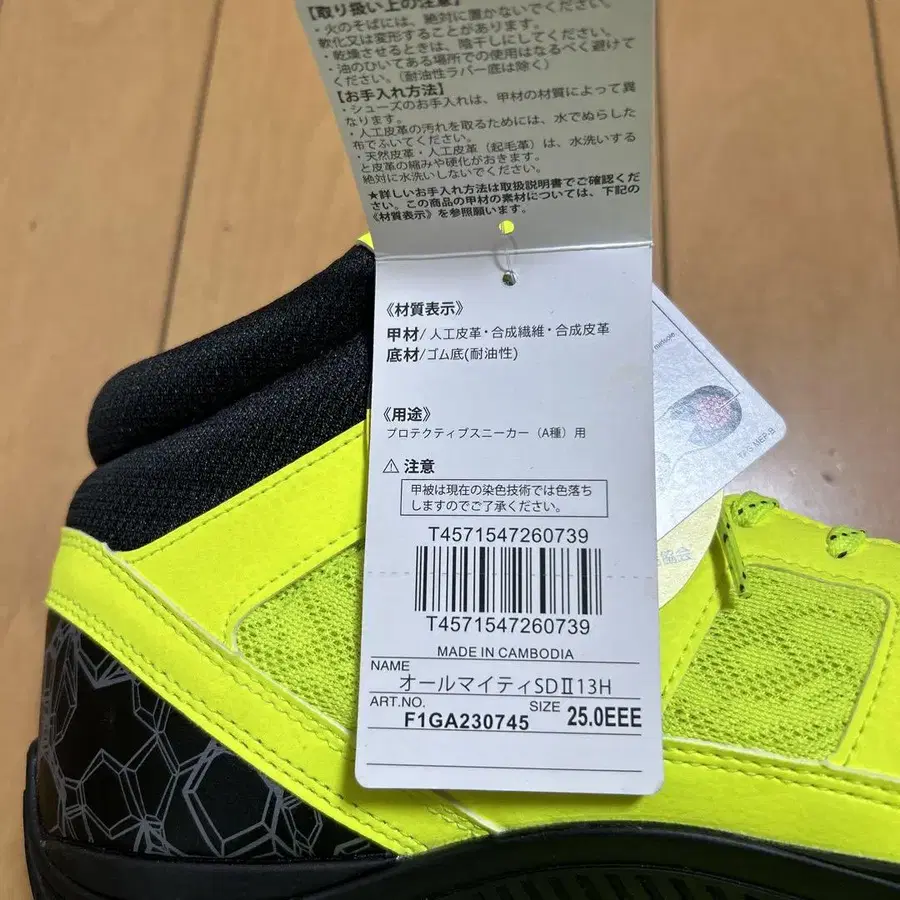 【取り扱い上の注意】
・火のそばには、絶対に置かないでください。
軟化又は変形することがあります。
・乾燥させるときは、陰干しにしてください。
・油のひいてある場所での使用はなるべく避けて
ください。（耐油性ラバー底は除く）
【お手入れ方法】
・シューズのお手入れは、甲材の材質によって異
なります。
・人工皮革の汚れを取るためには、水でぬらした
布でふいてください。
・天然皮革・人工皮革（起毛革）は、水洗いする
と皮革の縮みや硬化がおきます。
絶対に水洗いしないでください。
★詳しいお手入れ方法は取扱説明書でご確認くだ
さい。この商品の甲材の素材については、下記の
《材質表示》を参照願います。
《材質表示》
甲材/人工皮革・合成繊維・合成皮革
底材/ゴム底(耐油性)
《用途》
プロテクティブスニーカー（A種）用
⚠注意
甲被は現在の染色技術では色落ち
しますのでご了承ください。
T4571547260739
T4571547260739
MADE IN CAMBODIA
NAME
オールマイティSDⅡ13H
ART.NO.
F1GA230745
SIZE
25.0EEE
協会